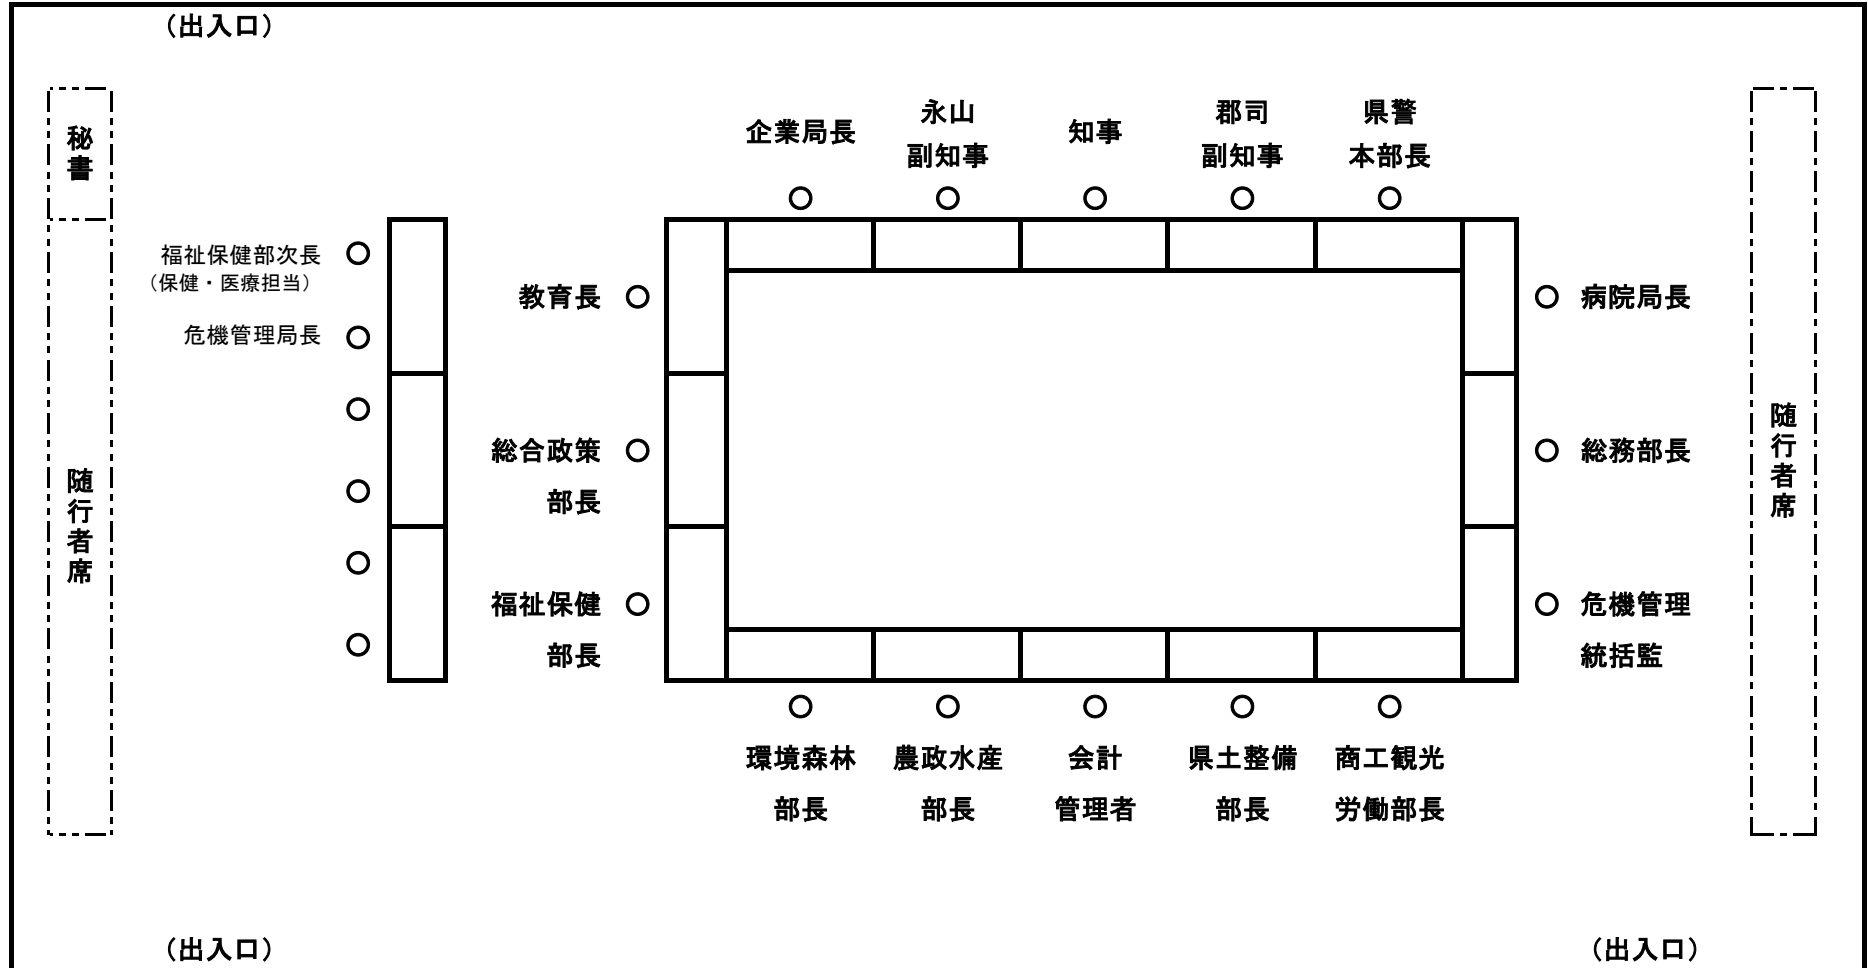 （出入口）
秘書
随行者席
企業局長
永山
副知事
知事
郡司
副知事
県警
本部長
福祉保健部次長
（保健・医療担当）
危機管理局長
教育長
総合政策
部長
福祉保健
部長
病院局長
総務部長
危機管理
統括監
随行者席
環境森林
部長
農政水産
部長
会計
管理者
県土整備
部長
商工観光
労働部長
（出入口）
（出入口）